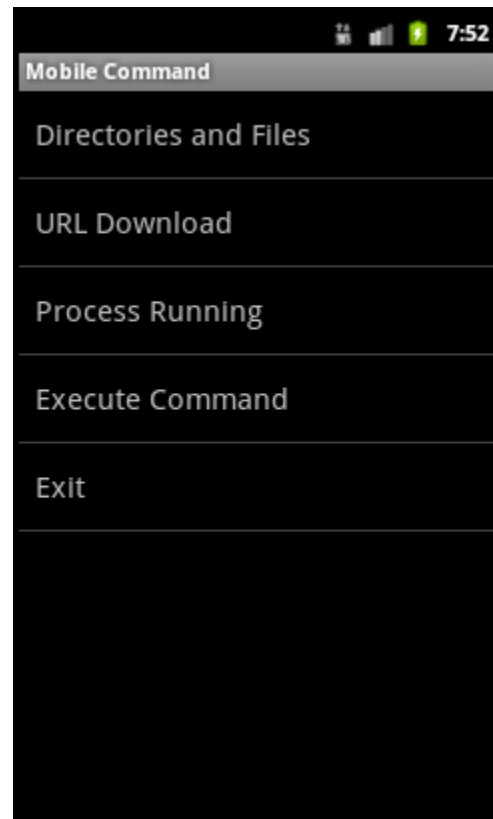 7:52
Mobile Command
Directories and Files
URL Download
Process Running
Execute Command
Exit